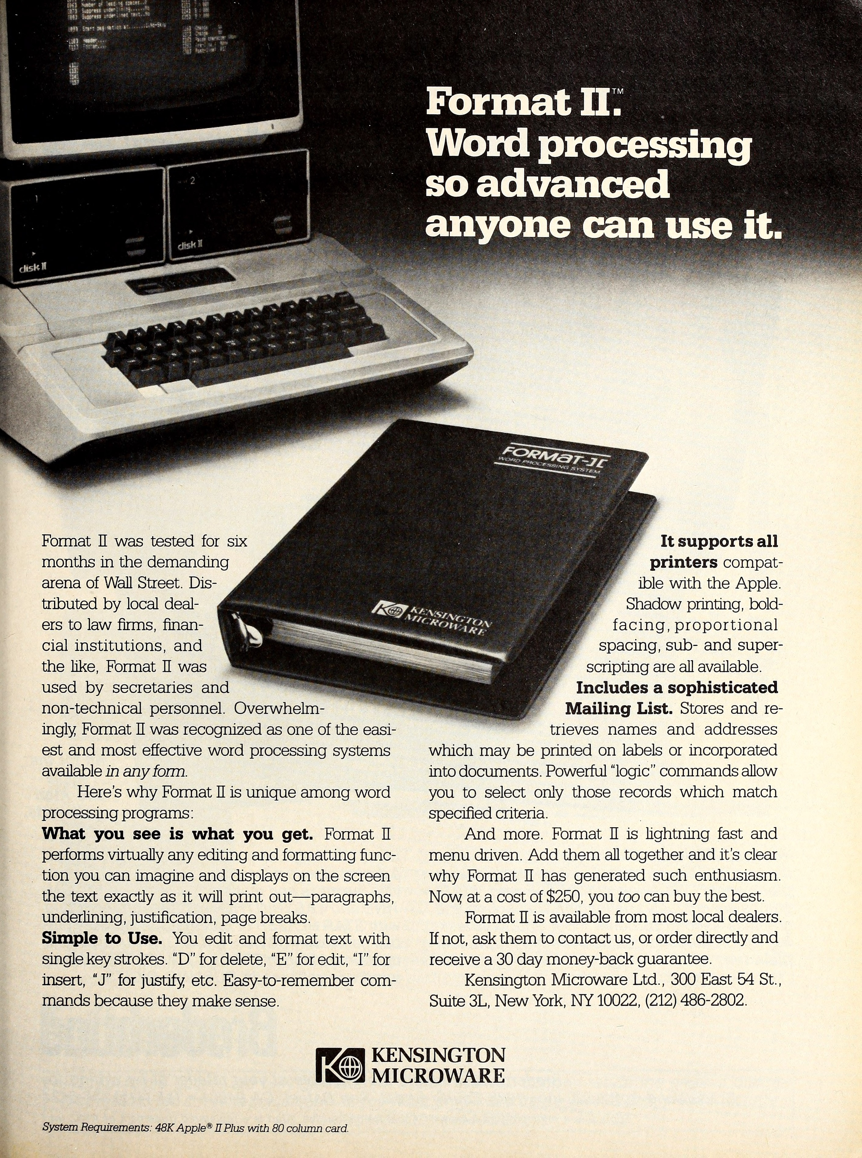 Format II.™
Word processing
so advanced
anyone can use it.
1
2
disk II
disk II
FORMAT-II
WORD PROCESSING SYSTEM
KENSINGTON
MICROWARE
Format II was tested for six
months in the demanding
arena of Wall Street. Dis-
tributed by local deal-
ers to law firms, finan-
cial institutions, and
the like, Format II was
used by secretaries and
non-technical personnel. Overwhelm-
ingly, Format II was recognized as one of the easi-
est and most effective word processing systems
available in any form.
Here's why Format II is unique among word
processing programs:
What you see is what you get. Format II
performs virtually any editing and formatting func-
tion you can imagine and displays on the screen
the text exactly as it will print out—paragraphs,
underlining, justification, page breaks.
Simple to Use. You edit and format text with
single key strokes. "D" for delete, "E" for edit, "I" for
insert, "J" for justify, etc. Easy-to-remember com-
mands because they make sense.
It supports all
printers compat-
ible with the Apple.
Shadow printing, bold-
facing, proportional
spacing, sub- and super-
scripting are all available.
Includes a sophisticated
Mailing List. Stores and re-
trieves names and addresses
which may be printed on labels or incorporated
into documents. Powerful "logic" commands allow
you to select only those records which match
specified criteria.
And more. Format II is lightning fast and
menu driven. Add them all together and it's clear
why Format II has generated such enthusiasm.
Now, at a cost of $250, you too can buy the best.
Format II is available from most local dealers.
If not, ask them to contact us, or order directly and
receive a 30 day money-back guarantee.
Kensington Microware Ltd., 300 East 54 St.,
Suite 3L, New York, NY 10022, (212) 486-2802.
KENSINGTON
MICROWARE
System Requirements: 48K Apple® II Plus with 80 column card.